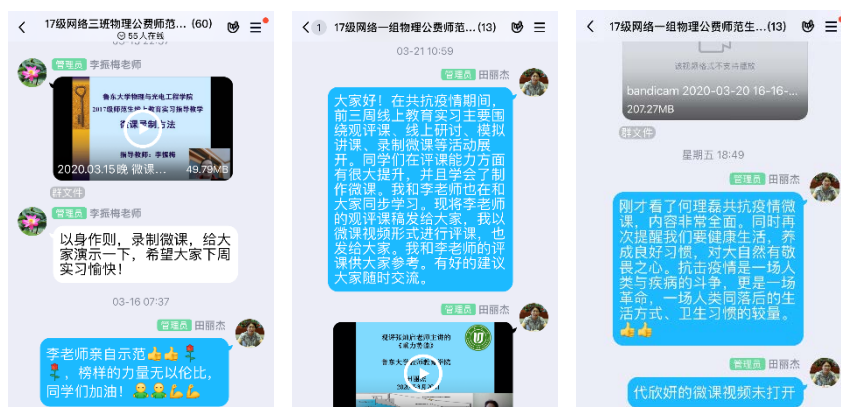 17级网络三班物理公费师范... (60)
55人在线
管理员 李振梅老师
鲁东大学物理与光电工程学院
2017级师范生线上教育实习指导教学
微课录制方法
指导教师：李振梅
2020.03.15晚 微课...
49.79MB
群文件
管理员 李振梅老师
以身作则，录制微课，给大
家演示一下，希望大家下周
实习愉快！
03-16 07:37
管理员 田丽杰
李老师亲自示范👍👍🌹
🌹，榜样的力量无以伦比，
同学们加油！
1
17级网络一组物理公费师范...(13)
03-21 10:59
管理员 田丽杰
大家好！在共抗疫情期间，
前三周线上教育实习主要围
绕观评课、线上研讨、模拟
讲课、录制微课等活动展
开。同学们在评课能力方面
有很大提升，并且学会了制
作微课。我和李老师也在和
大家同步学习。现将李老师
的观评课稿发给大家，我以
微课视频形式进行评课，也
发给大家。我和李老师的评
课供大家参考。有好的建议
大家随时交流。
管理员 田丽杰
17级网络一组物理公费师范生...(13)
该视频格式不支持播放
bandicam 2020-03-20 16-16-...
207.27MB
群文件
星期五 18:49
管理员 田丽杰
刚才看了何理磊共抗疫情微
课，内容非常全面。同时再
次提醒我们要健康生活，养
成良好习惯，对大自然有敬
畏之心。抗击疫情是一场人
类与疾病的斗争，更是一场
革命，一场人类同落后的生
活方式、卫生习惯的较量。
👍👍
管理员 田丽杰
代欣妍的微课视频未打开